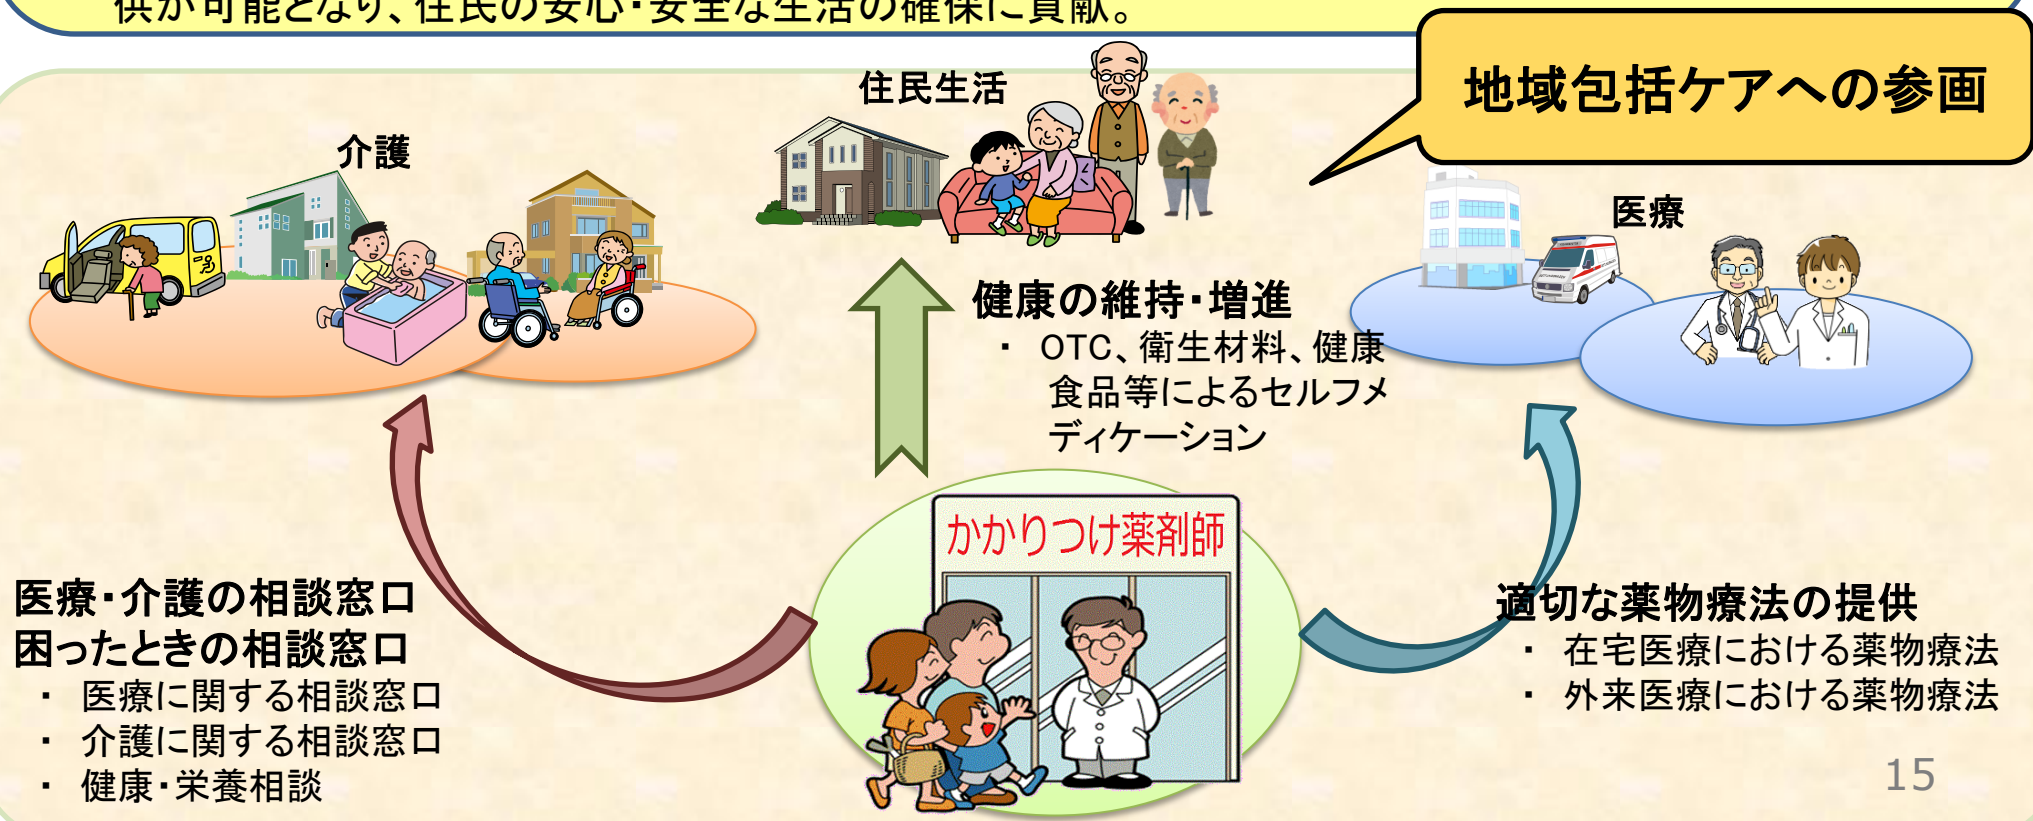 供が可能となり、住民の安心・安全な生活の確保に貢献。
地域包括ケアへの参画
住民生活
介護
医療
健康の維持・増進
・ OTC、衛生材料、健康
食品等によるセルフメ
ディケーション
かかりつけ薬剤師
医療・介護の相談窓口
困ったときの相談窓口
・ 医療に関する相談窓口
・ 介護に関する相談窓口
・ 健康・栄養相談
適切な薬物療法の提供
・ 在宅医療における薬物療法
・ 外来医療における薬物療法
15